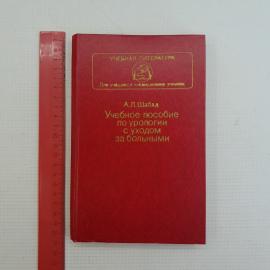 УЧЕБНАЯ ЛИТЕРАТУРА
Для учащихся медицинских училищ
А.Л.Шабад
Учебное пособие
по урологии
с уходом
за больными